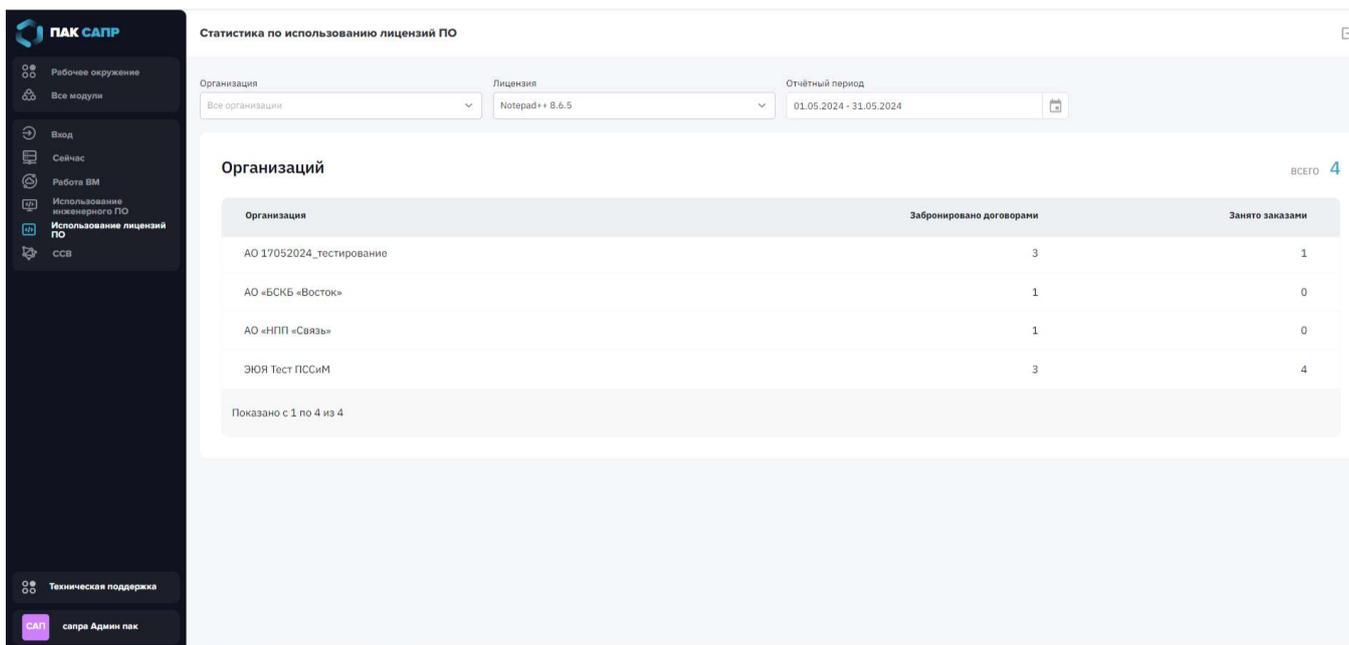 ПАК САПР
Рабочее окружение
Все модули
Вход
Сейчас
Работа ВМ
Использование
инженерного ПО
Использование лицензий
ПО
ССВ
Техническая поддержка
САП
сапра Админ пак
Статистика по использованию лицензий ПО
Организация Лицензия Отчётный период
Все организации Notepad++ 8.6.5 01.05.2024 - 31.05.2024
Организаций ВСЕГО 4
Организация Забронировано договорами Занято заказами
АО 17052024_тестирование 3 1
АО «БСКБ «Восток» 1 0
АО «НПП «Связь» 1 0
ЭЮЯ Тест ПССиМ 3 4
Показано с 1 по 4 из 4